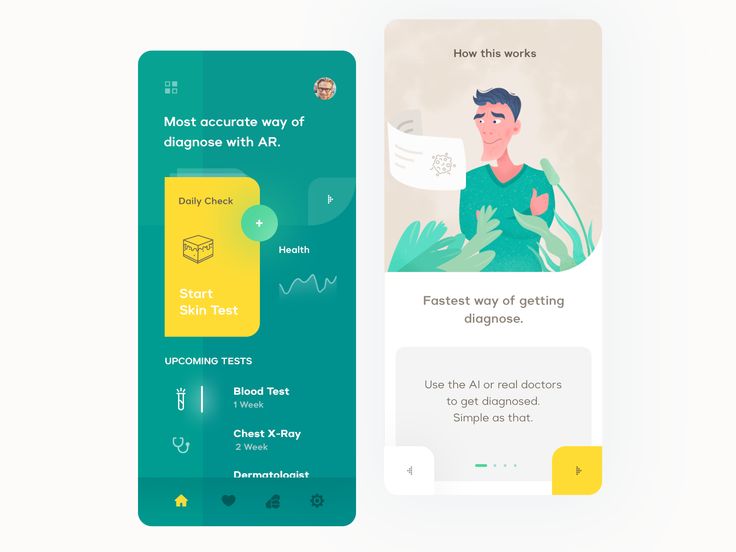 Most accurate way of
diagnose with AR.
Daily Check
Start
Skin Test
Health
UPCOMING TESTS
Blood Test
1 Week
Chest X-Ray
2 Week
Dermatologist
How this works
Fastest way of getting
diagnose.
Use the AI or real doctors
to get diagnosed.
Simple as that.